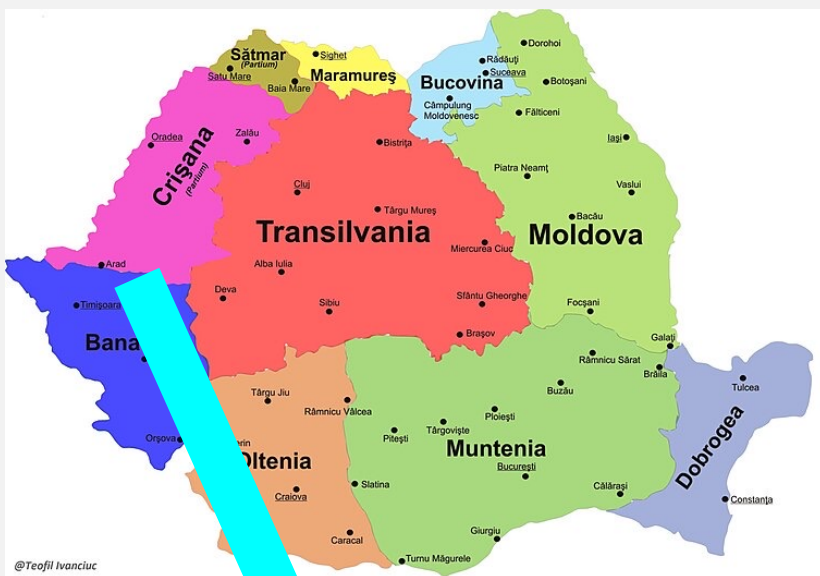 Sătmar
(Partium)
Satu Mare
Baia Mare
Sighet
Maramureş
Bucovina
Rădăuţi
Suceava
Câmpulung
Moldovenesc
Dorohoi
Botoşani
Fălticeni
Iaşi
Oradea
Zalău
Crişana
(Partium)
Arad
Bistriţa
Cluj
Târgu Mureş
Transilvania
Miercurea Ciuc
Alba Iulia
Deva
Sibiu
Sfântu Gheorghe
Braşov
Piatra Neamţ
Vaslui
Bacău
Moldova
Focşani
Galaţi
Timişoara
Bana
Orşova
Târgu Jiu
Râmnicu Vâlcea
Oltenia
Craiova
Slatina
Caracal
Râmnicu Sărat
Brăila
Buzău
Ploieşti
Târgovişte
Piteşti
Muntenia
Bucureşti
Călăraşi
Giurgiu
Turnu Măgurele
Tulcea
Dobrogea
Constanţa
@Teofil Ivanciuc